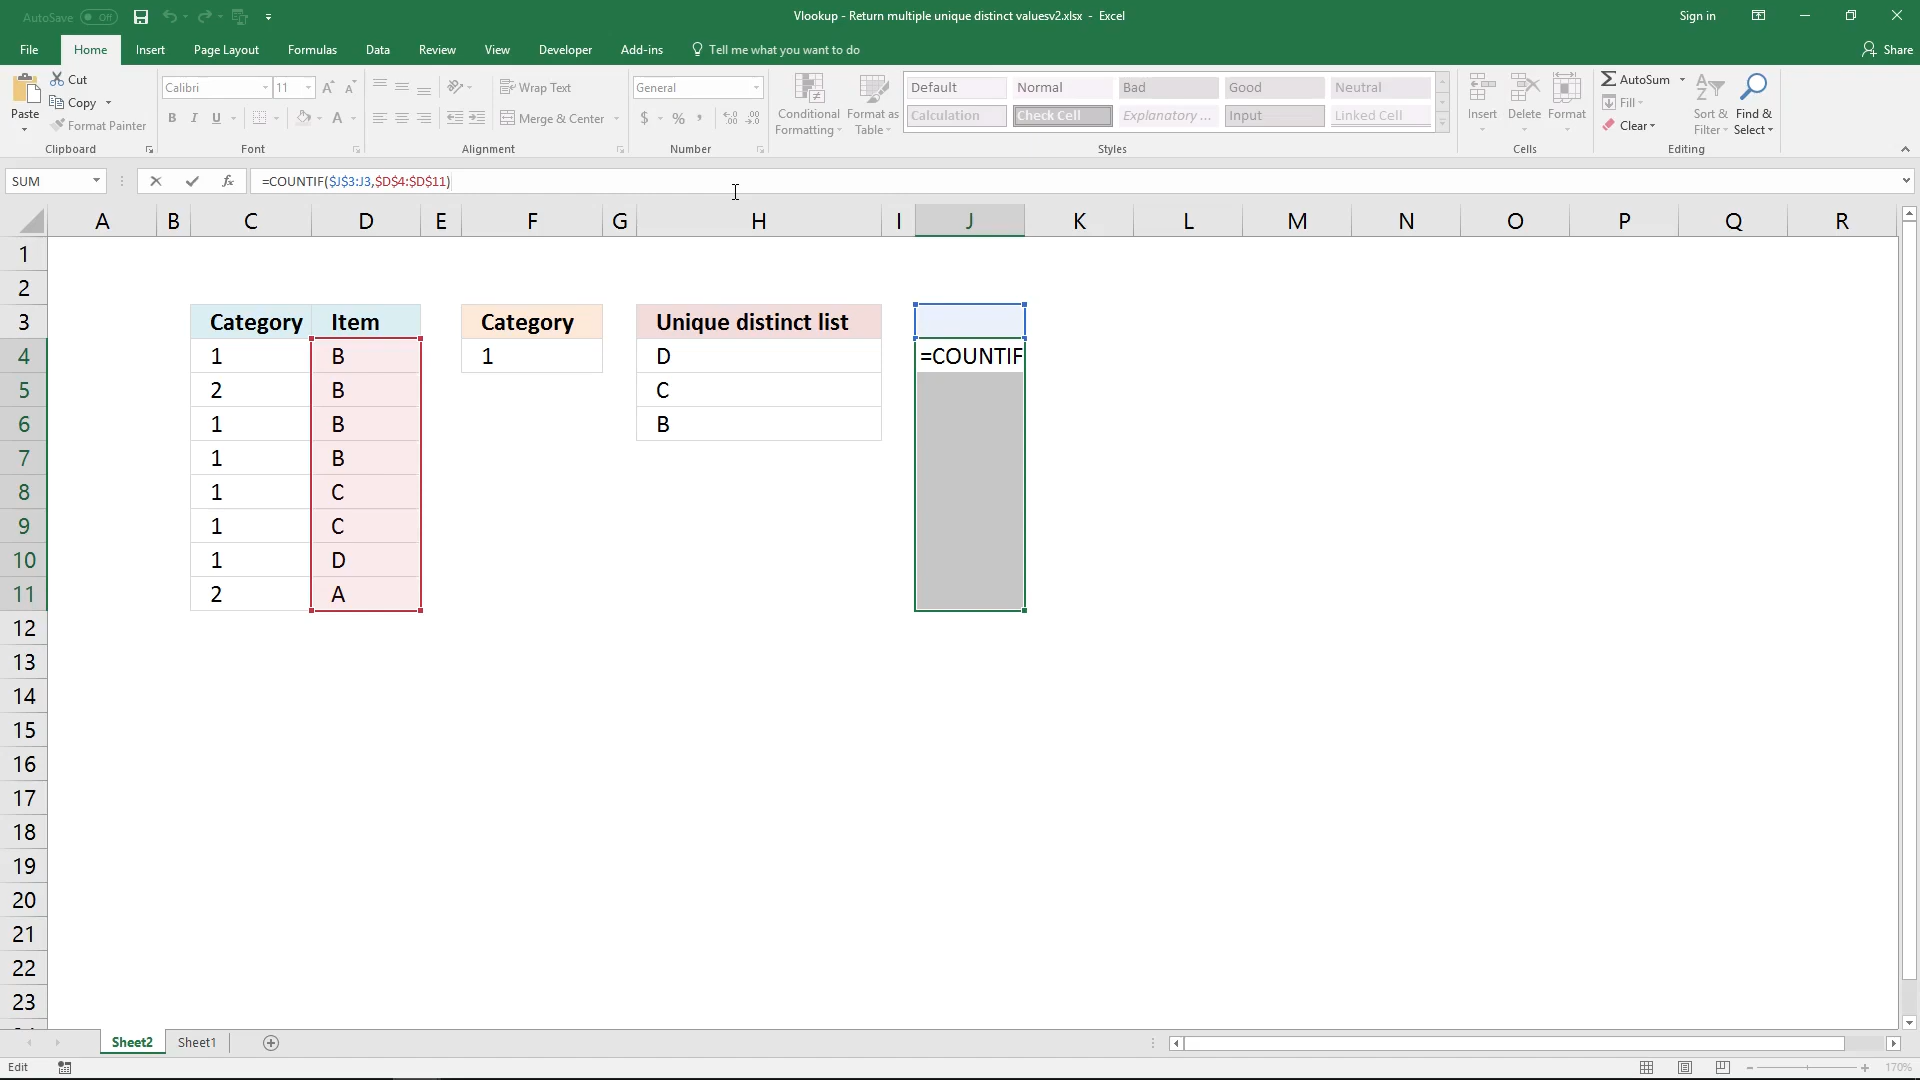 AutoSave Off Vlookup - Return multiple unique distinct valuesv2.xlsx - Excel Sign in
File Home Insert Page Layout Formulas Data Review View Developer Add-ins Tell me what you want to do Share
Paste Cut Copy Format Painter
Calibri 11 B I U A
Wrap Text Merge & Center
General $ %
Conditional Formatting Format as Table
Default Normal Bad Good Neutral
Calculation Check Cell Explanatory ... Input Linked Cell
Insert Delete Format
AutoSum Fill Clear Sort & Filter Find & Select
Clipboard Font Alignment Number Styles Cells Editing
SUM fx =COUNTIF($J$3:J3,$D$4:$D$11)
A B C D E F G H I J K L M N O P Q R
1
2
3 Category Item Category Unique distinct list
4 1 B 1 D =COUNTIF
5 2 B C
6 1 B B
7 1 B
8 1 C
9 1 C
10 1 D
11 2 A
12
13
14
15
16
17
18
19
20
21
22
23
Sheet2 Sheet1
Edit 170%